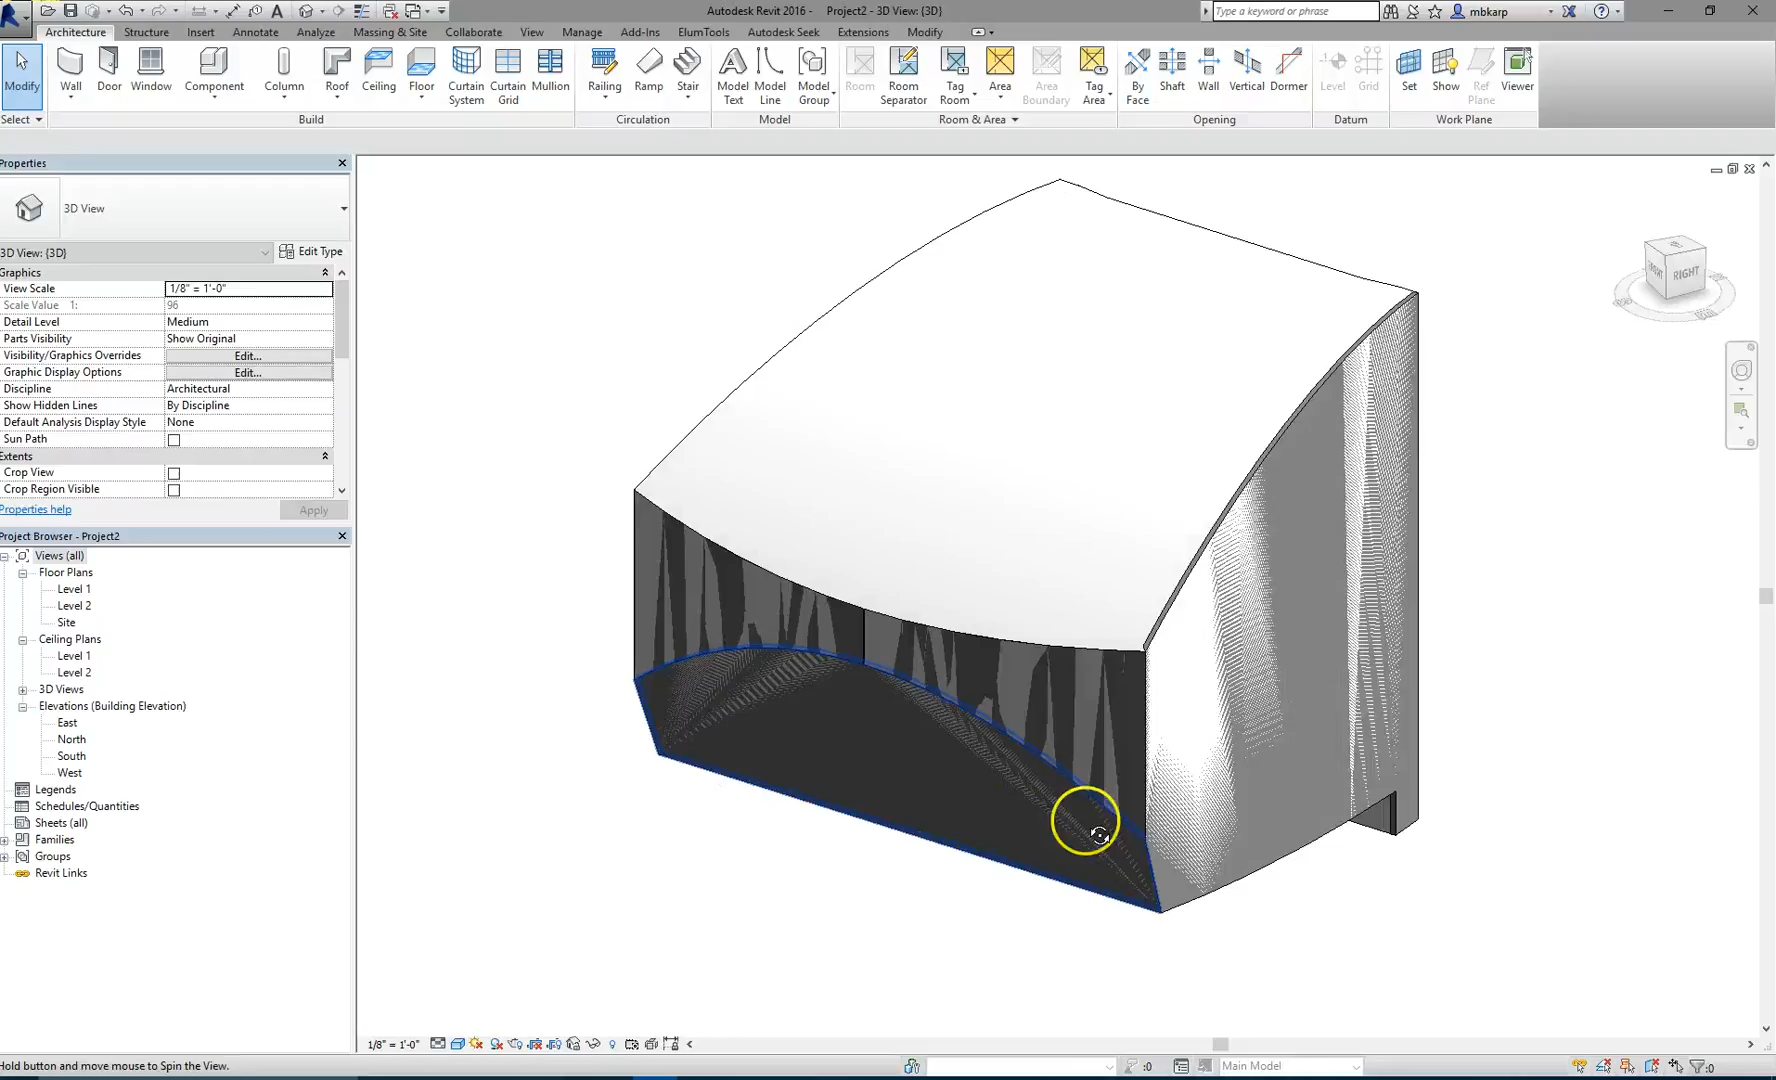 Autodesk Revit 2016 -    Project2 - 3D View: {3D}
Type a keyword or phrase
mbkarp
Architecture Structure Insert Annotate Analyze Massing & Site Collaborate View Manage Add-Ins ElumTools Autodesk Seek Extensions Modify
Modify
Wall
Door
Window
Component
Column
Roof
Ceiling
Floor
Curtain System
Curtain Grid
Mullion
Railing
Ramp
Stair
Model Text
Model Line
Model Group
Room
Room Separator
Tag Room
Area
Area Boundary
Tag Area
By Face
Shaft
Wall
Vertical
Dormer
Level
Grid
Set
Show
Ref Plane
Viewer
Select
Build
Circulation
Model
Room & Area
Opening
Datum
Work Plane
Properties
3D View
3D View: {3D}
Edit Type
Graphics
View Scale 1/8" = 1'-0"
Scale Value 1: 96
Detail Level Medium
Parts Visibility Show Original
Visibility/Graphics Overrides Edit...
Graphic Display Options Edit...
Discipline Architectural
Show Hidden Lines By Discipline
Default Analysis Display Style None
Sun Path
Extents
Crop View
Crop Region Visible
Properties help
Apply
Project Browser - Project2
Views (all)
Floor Plans
Level 1
Level 2
Site
Ceiling Plans
Level 1
Level 2
3D Views
Elevations (Building Elevation)
East
North
South
West
Legends
Schedules/Quantities
Sheets (all)
Families
Groups
Revit Links
RIGHT
1/8" = 1'-0"
Hold button and move mouse to Spin the View.
:0
Main Model
:0